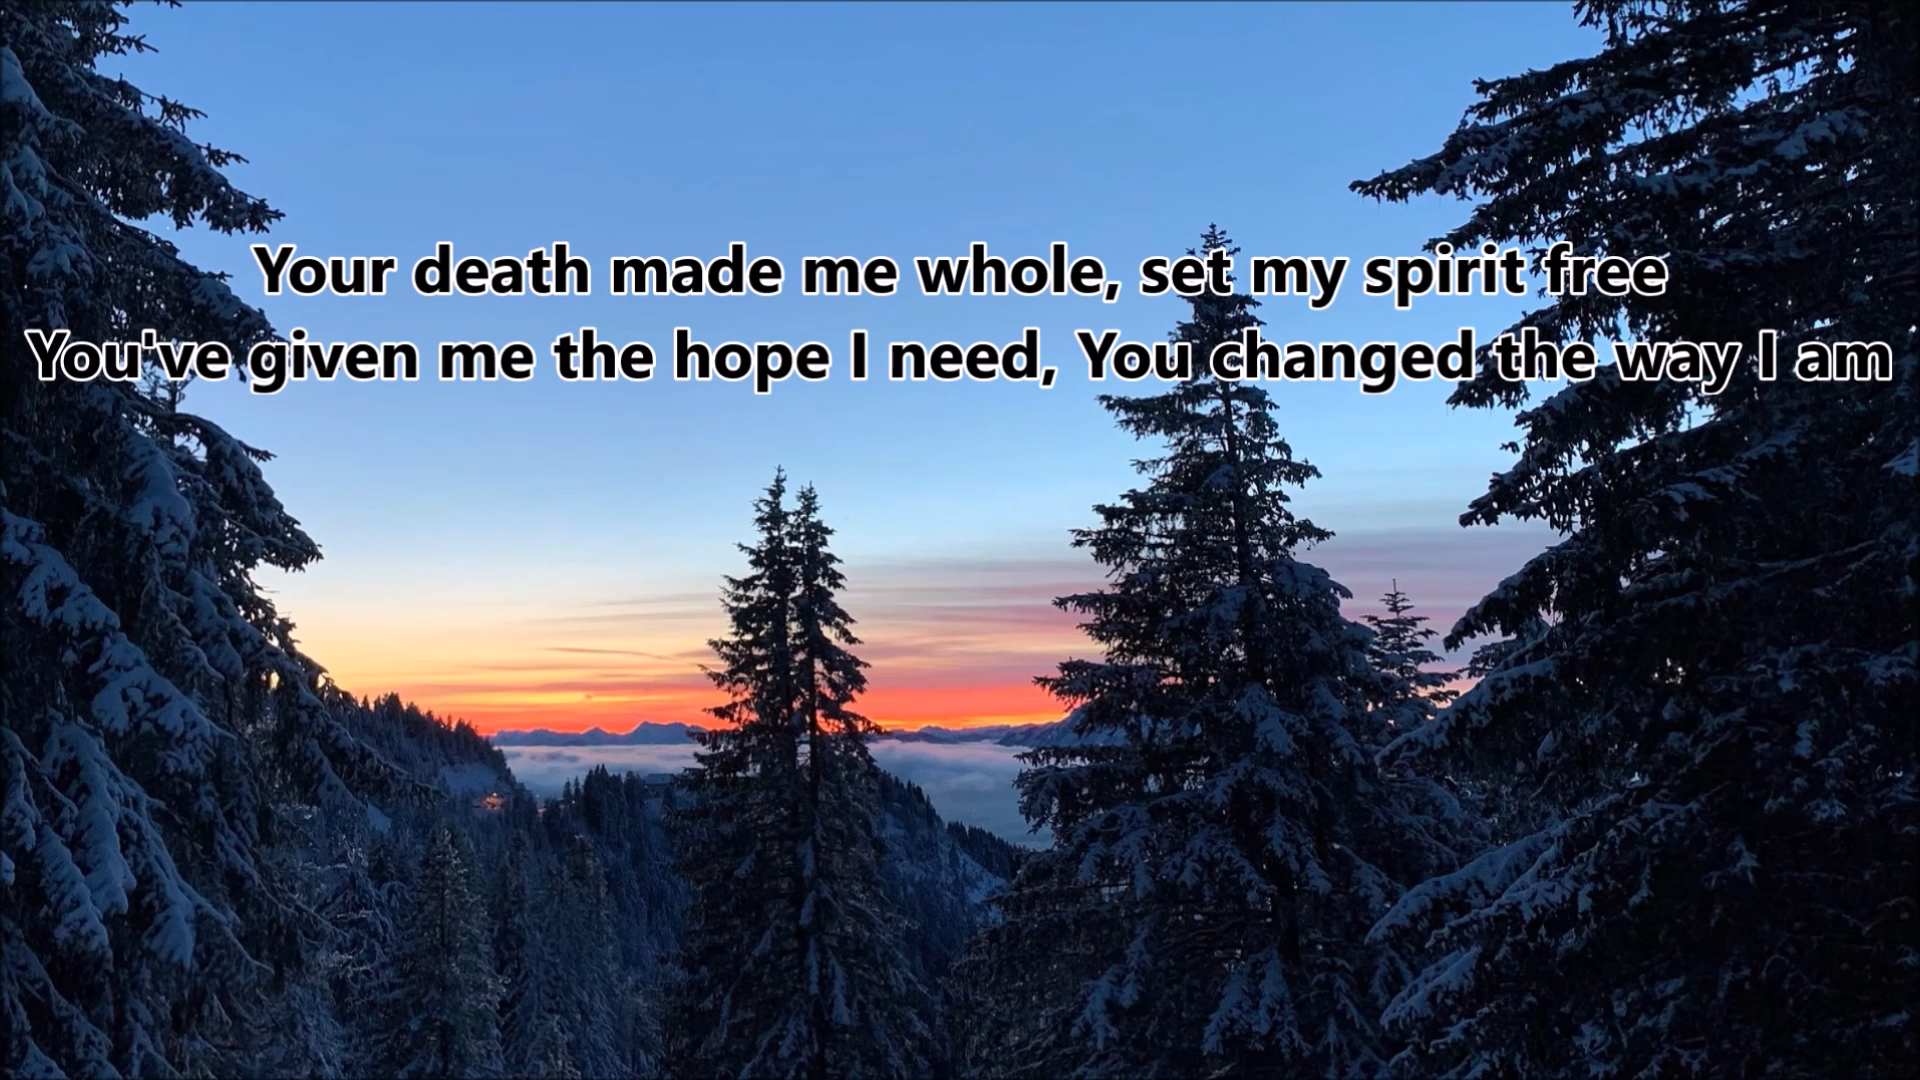 Your death made me whole, set my spirit free
You've given me the hope I need, You changed the way I am